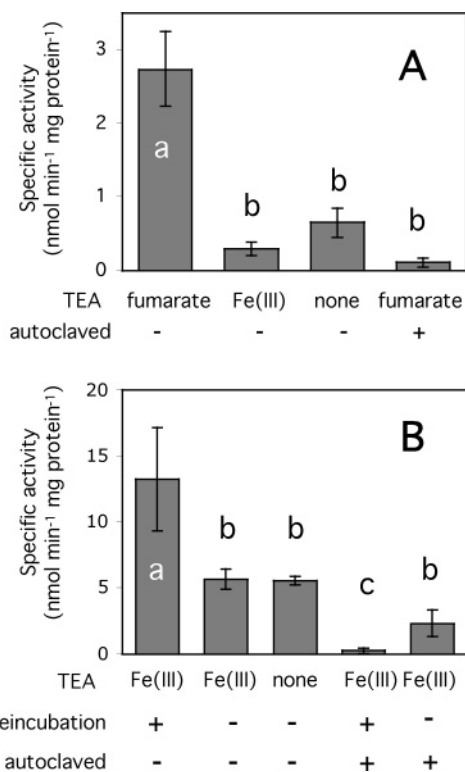 A
Specific activity
(nmol min⁻¹ mg protein⁻¹)
3
2
1
0
a
b
b
b
TEA fumarate Fe(III) none fumarate
autoclaved - - - +
B
Specific activity
(nmol min⁻¹ mg protein⁻¹)
20
15
10
5
0
a
b
b
c
b
TEA Fe(III) Fe(III) none Fe(III) Fe(III)
eincubation + - - + -
autoclaved - - - + +